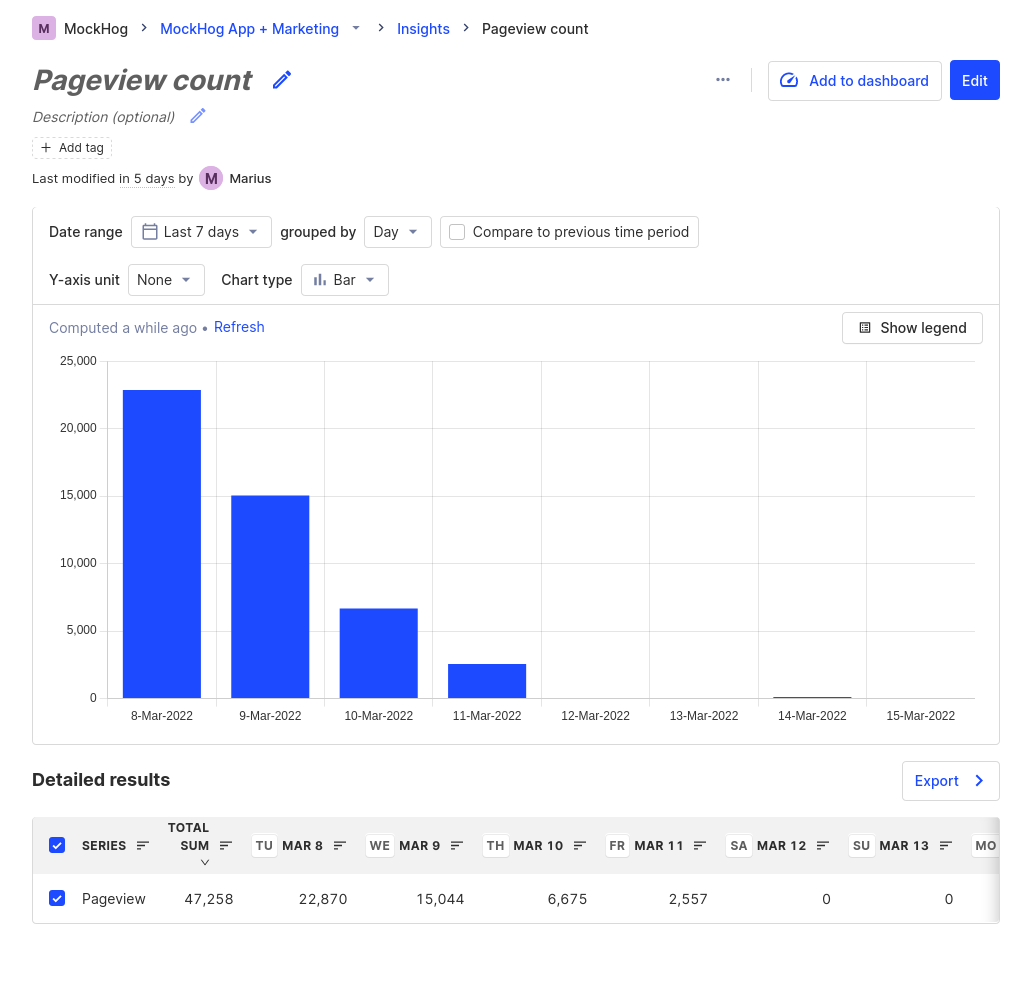 M MockHog > MockHog App + Marketing > Insights > Pageview count
Pageview count
Add to dashboard
Edit
Description (optional)
+ Add tag
Last modified in 5 days by M Marius
Date range Last 7 days grouped by Day Compare to previous time period
Y-axis unit None Chart type Bar
Computed a while ago • Refresh
Show legend
25,000
20,000
15,000
10,000
5,000
0
8-Mar-2022 9-Mar-2022 10-Mar-2022 11-Mar-2022 12-Mar-2022 13-Mar-2022 14-Mar-2022 15-Mar-2022
Detailed results
Export
SERIES TOTAL SUM TU MAR 8 WE MAR 9 TH MAR 10 FR MAR 11 SA MAR 12 SU MAR 13 MO
Pageview 47,258 22,870 15,044 6,675 2,557 0 0